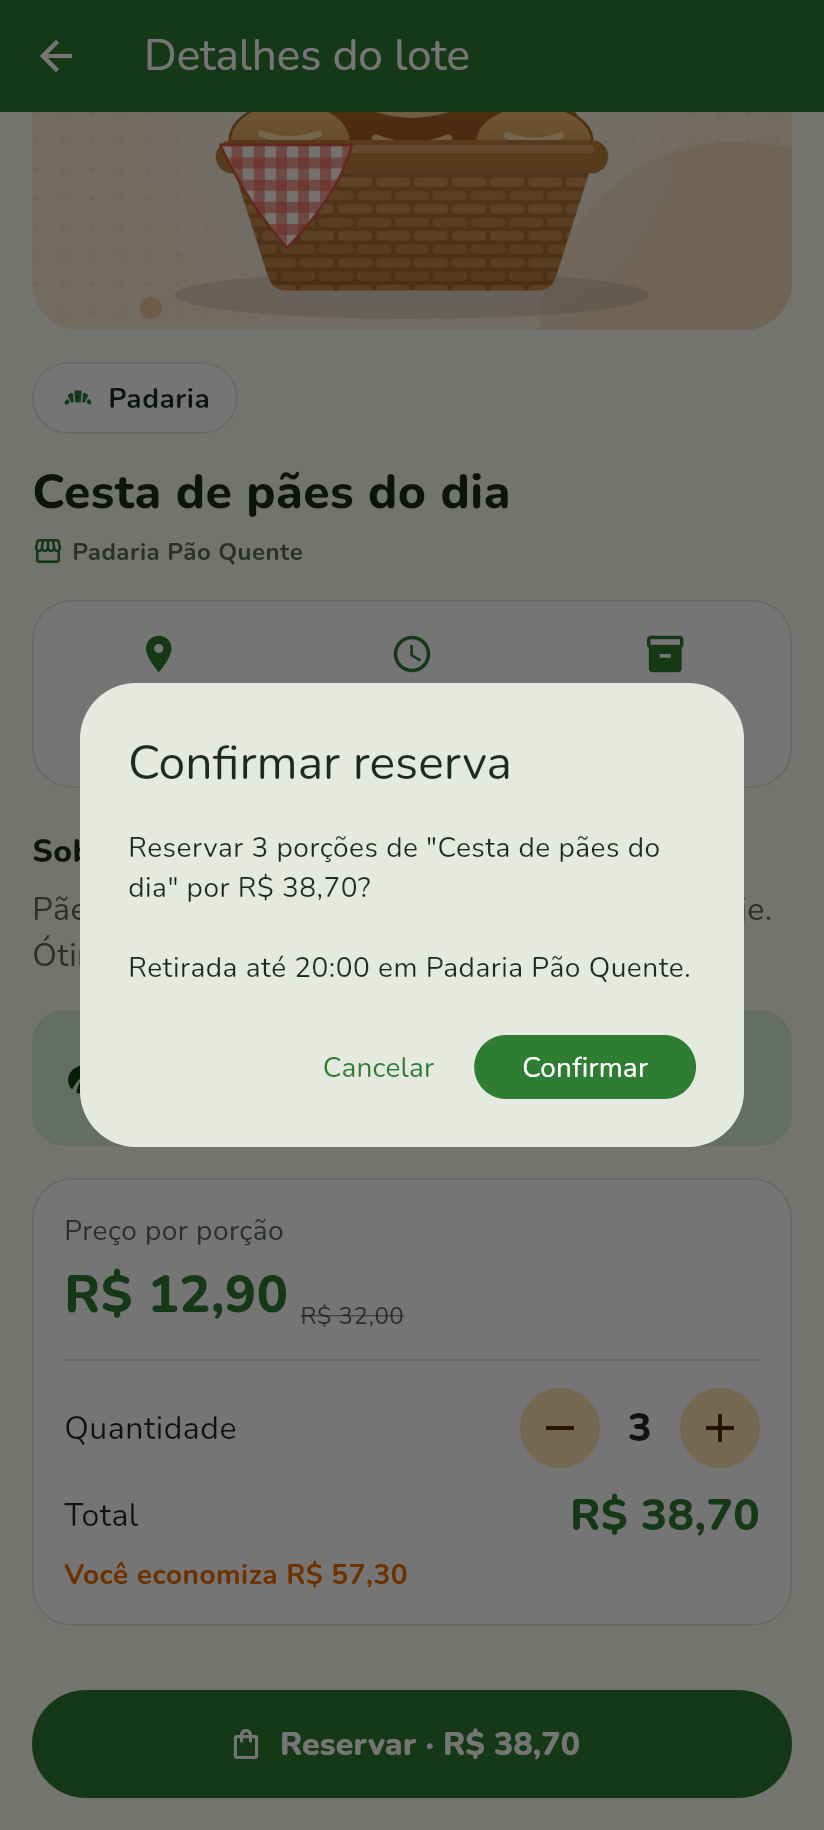 Detalhes do lote
Padaria
Cesta de pães do dia
Padaria Pão Quente
Confirmar reserva
Reservar 3 porções de "Cesta de pães do
dia" por R$ 38,70?
Retirada até 20:00 em Padaria Pão Quente.
Cancelar
Confirmar
Preço por porção
R$ 12,90 R$ 32,00
Quantidade
3
Total
R$ 38,70
Você economiza R$ 57,30
Reservar · R$ 38,70